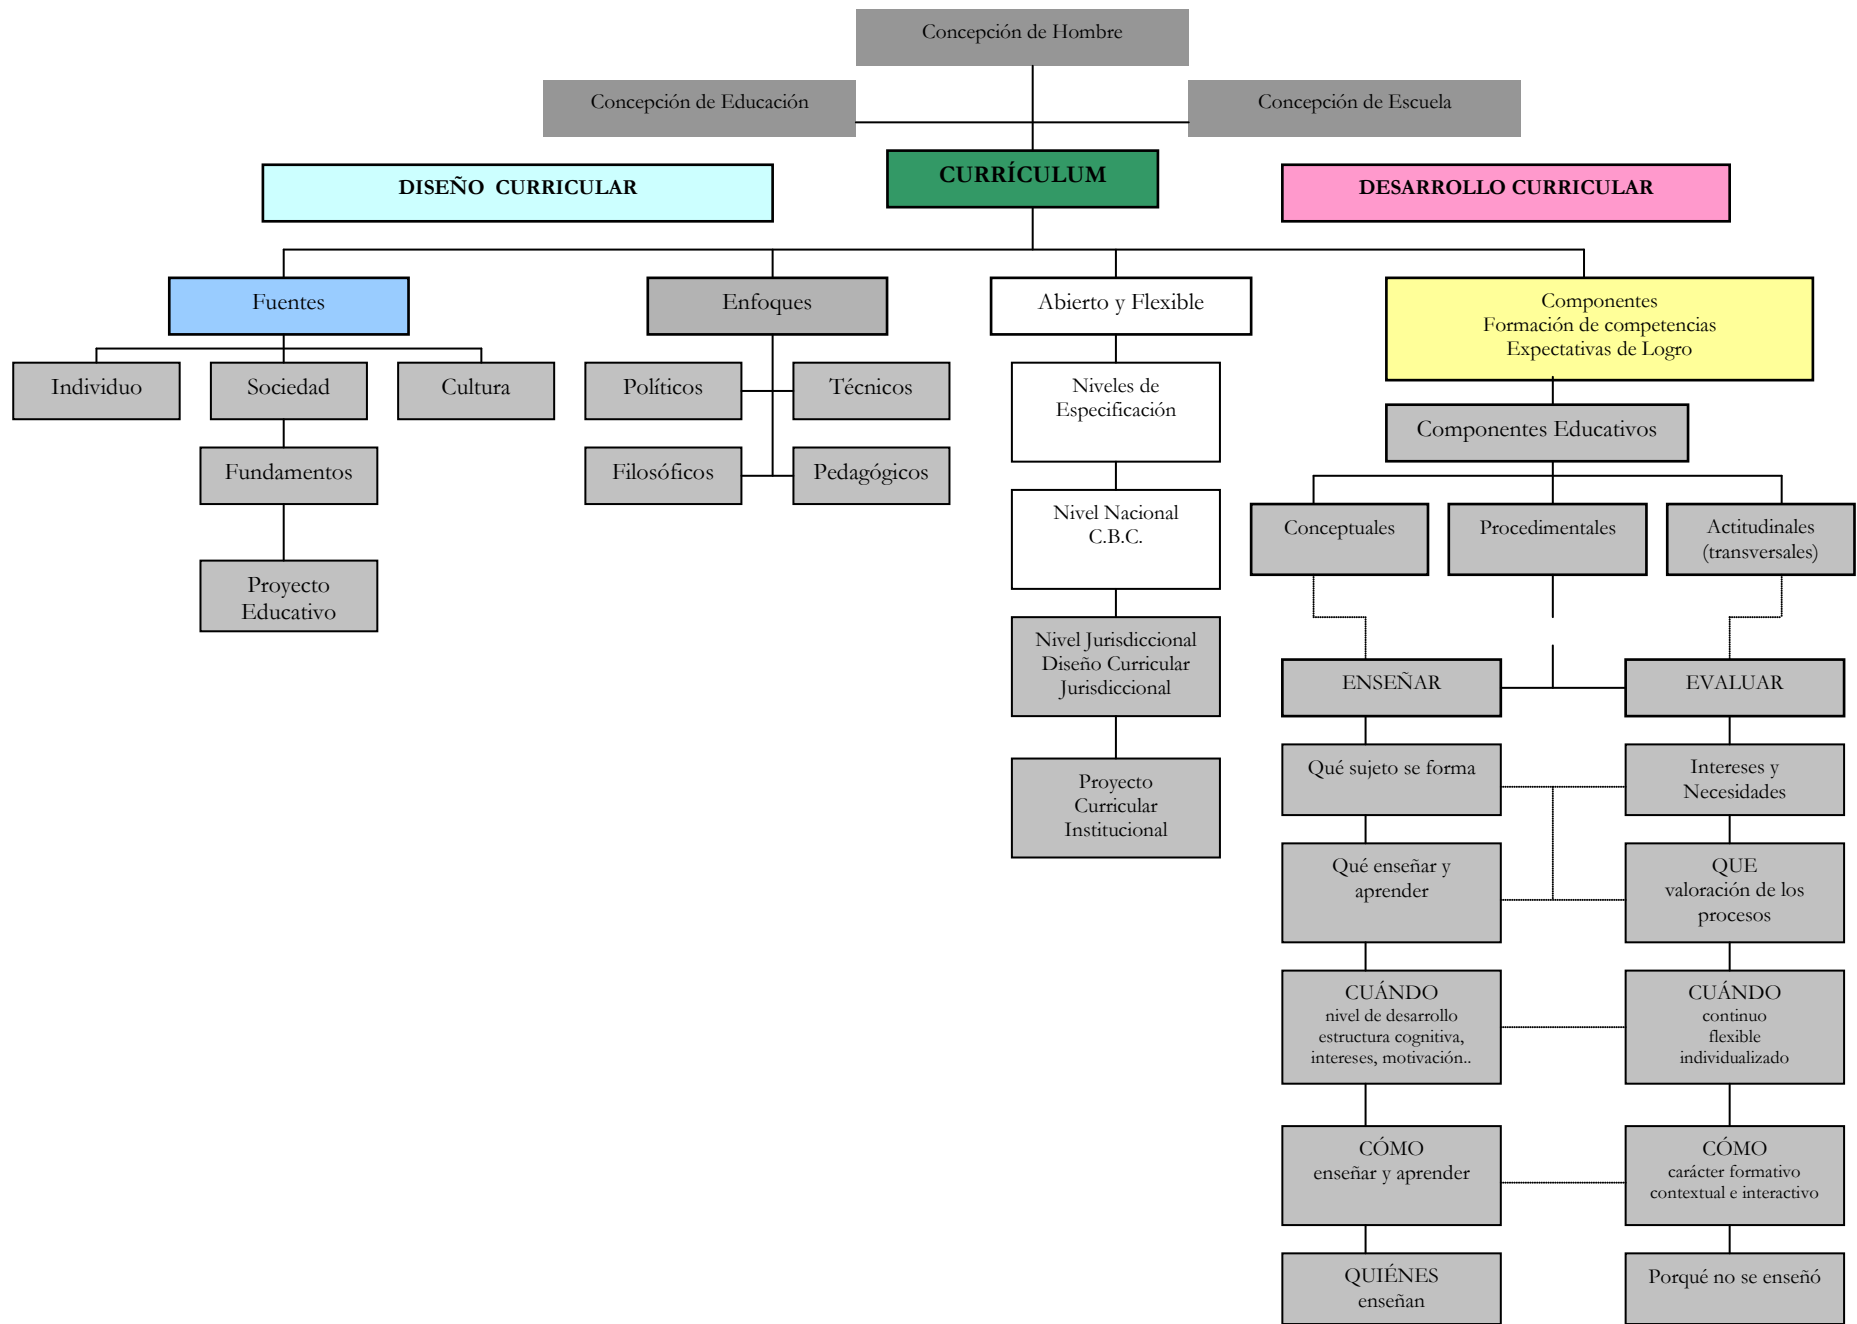 Concepción de Hombre
Concepción de Educación
Concepción de Escuela
DISEÑO CURRICULAR
CURRÍCULUM
DESARROLLO CURRICULAR
Fuentes
Enfoques
Abierto y Flexible
Componentes
Formación de competencias
Expectativas de Logro
Individuo
Sociedad
Cultura
Fundamentos
Proyecto
Educativo
Políticos
Técnicos
Filosóficos
Pedagógicos
Niveles de
Especificación
Nivel Nacional
C.B.C.
Nivel Jurisdiccional
Diseño Curricular
Jurisdiccional
Proyecto
Curricular
Institucional
Componentes Educativos
Conceptuales
Procedimentales
Actitudinales
(transversales)
ENSEÑAR
EVALUAR
Qué sujeto se forma
Intereses y
Necesidades
Qué enseñar y
aprender
QUE
valoración de los
procesos
CUÁNDO
nivel de desarrollo
estructura cognitiva,
intereses, motivación..
CUÁNDO
continuo
flexible
individualizado
CÓMO
enseñar y aprender
CÓMO
carácter formativo
contextual e interactivo
QUIÉNES
enseñan
Porqué no se enseñó